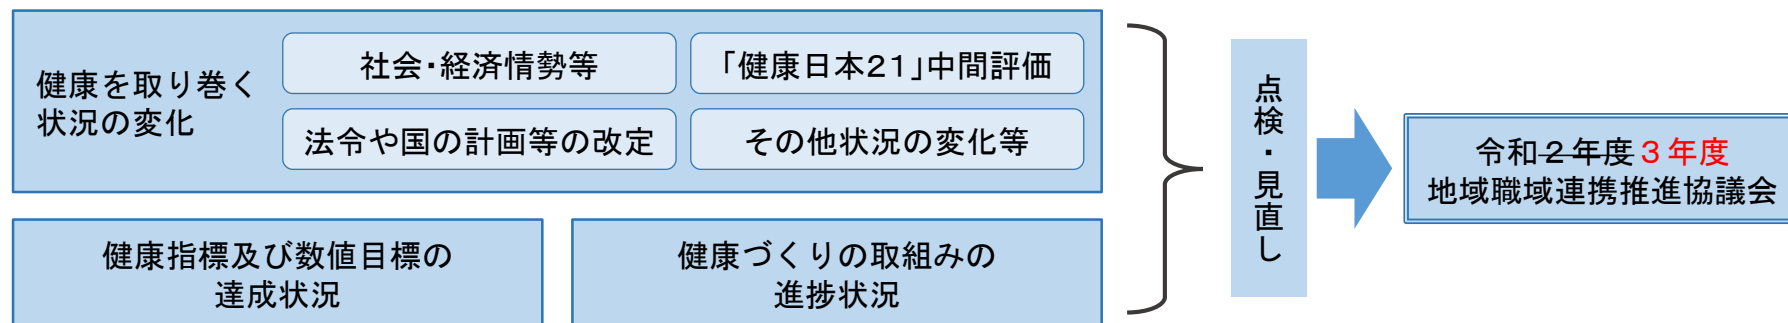 健康を取り巻く
状況の変化
社会・経済情勢等
「健康日本21」中間評価
法令や国の計画等の改定
その他状況の変化等
健康指標及び数値目標の
達成状況
健康づくりの取組みの
進捗状況
点検・見直し
令和２年度３年度
地域職域連携推進協議会